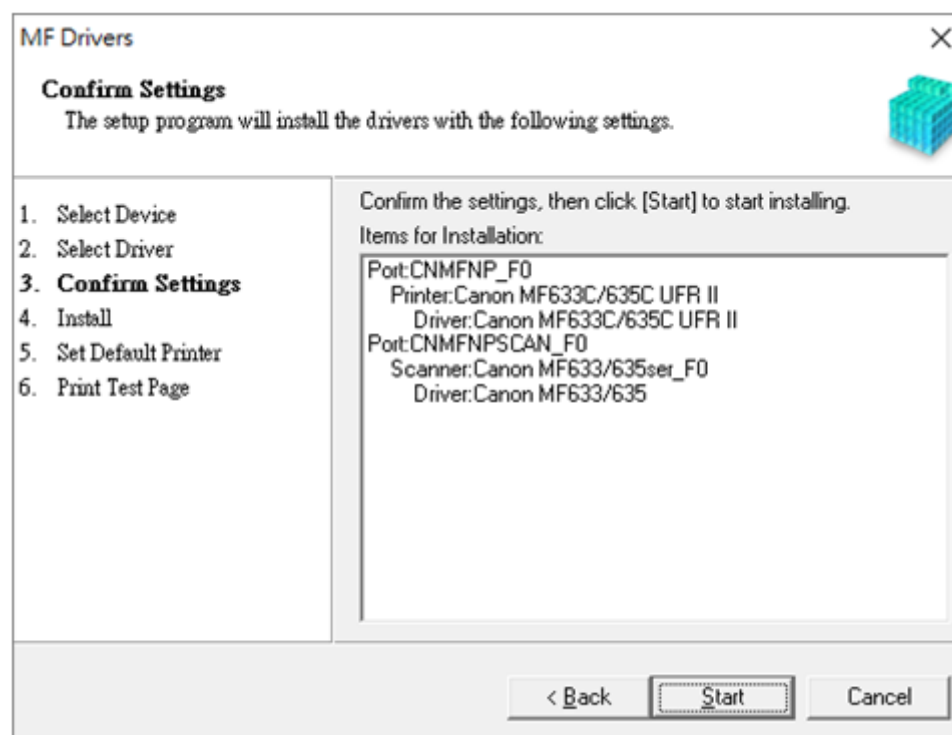 MF Drivers
Confirm Settings
The setup program will install the drivers with the following settings.
1. Select Device
2. Select Driver
3. Confirm Settings
4. Install
5. Set Default Printer
6. Print Test Page
Confirm the settings, then click [Start] to start installing.
Items for Installation:
Port:CNMFNP_F0
Printer:Canon MF633C/635C UFR II
Driver:Canon MF633C/635C UFR II
Port:CNMFNPSCAN_F0
Scanner:Canon MF633/635ser_F0
Driver:Canon MF633/635
< Back
Start
Cancel